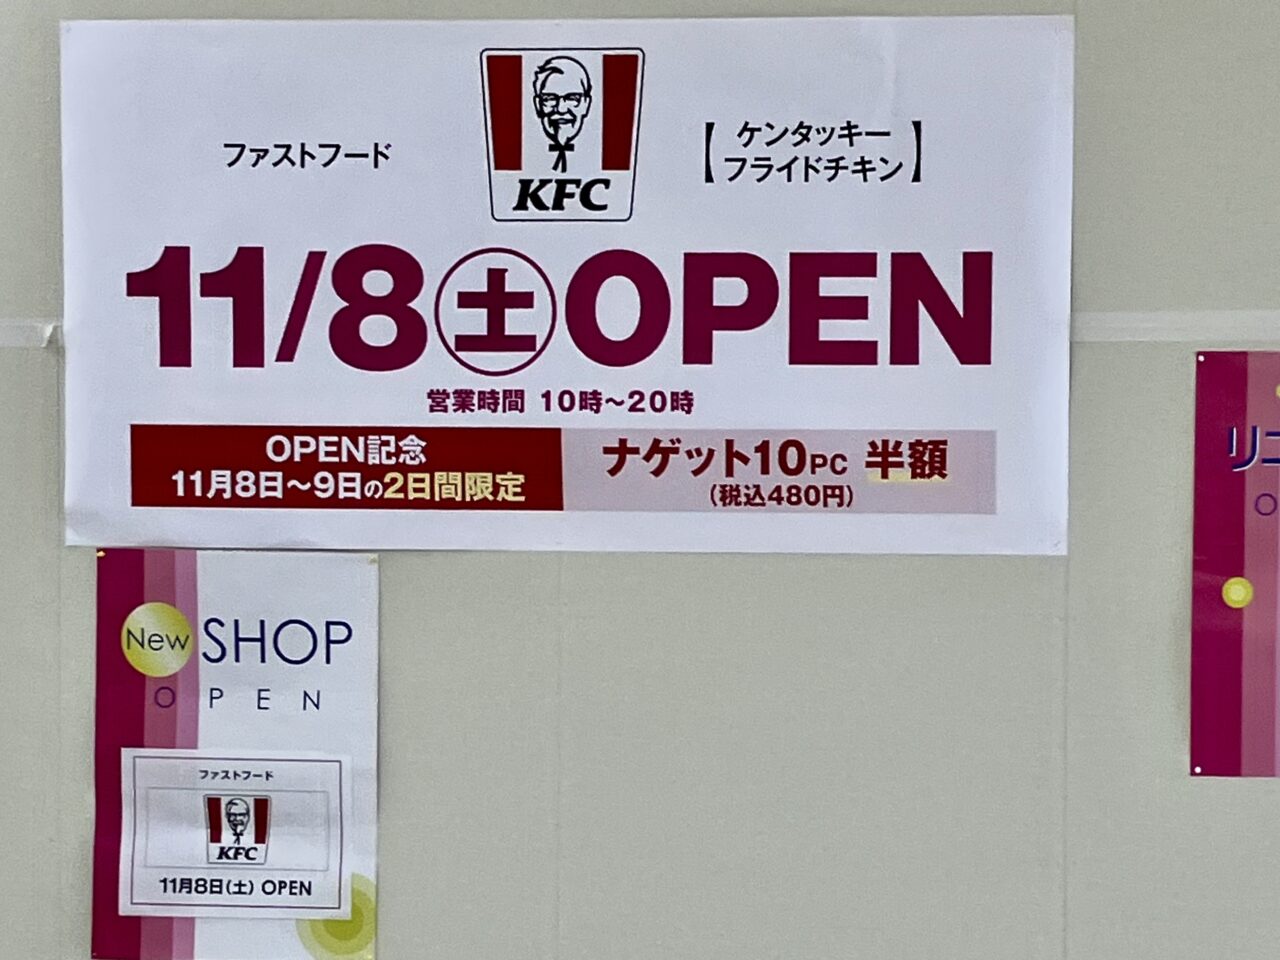 ファストフード
KFC
【ケンタッキー
フライドチキン】
11/8㊏OPEN
営業時間 10時～20時
OPEN記念
11月8日～9日の2日間限定
ナゲット10PC 半額
（税込480円）
New SHOP
OPEN
ファストフード
KFC
11月8日（土） OPEN
リニ
O